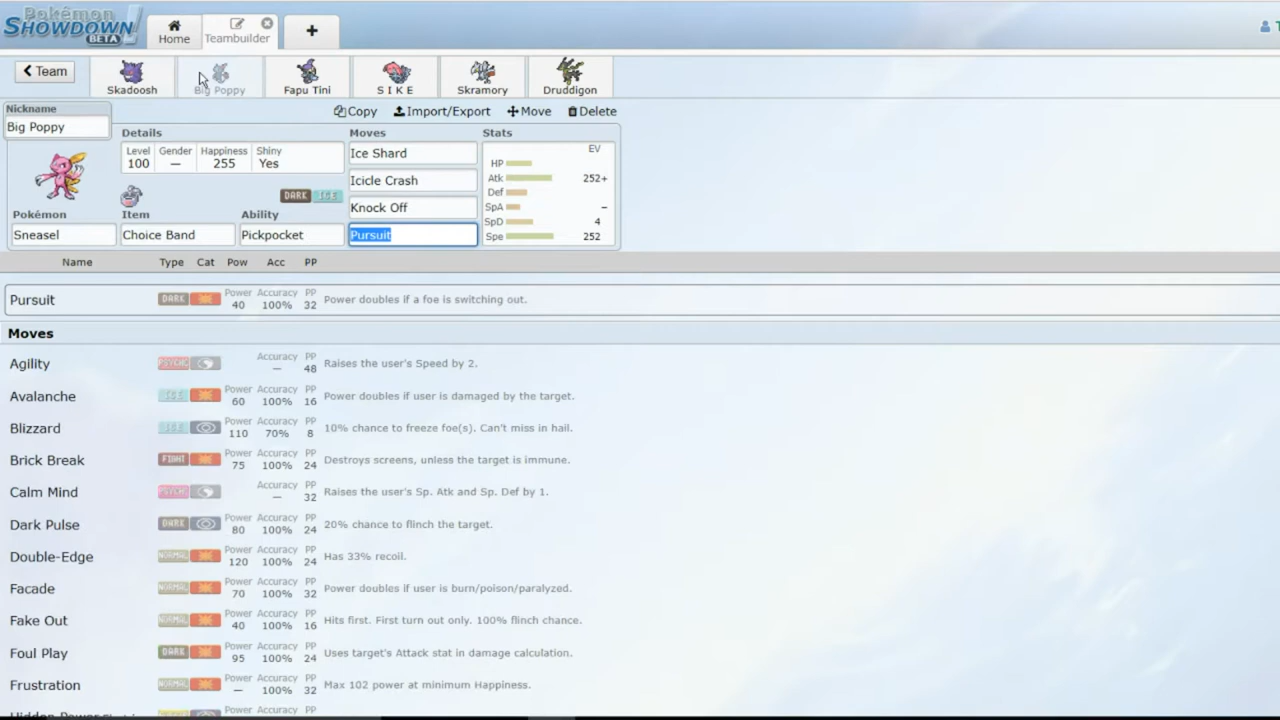 Pokémon
SHOWDOWN!
BETA
Home
Teambuilder
+
Team
Skadoosh
Big Poppy
Fapu Tini
S I K E
Skramory
Druddigon
Nickname
Big Poppy
Copy Import/Export Move Delete
Details
Level Gender Happiness Shiny
100 — 255 Yes
DARK ICE
Pokémon Item Ability
Sneasel Choice Band Pickpocket
Moves
Ice Shard
Icicle Crash
Knock Off
Pursuit
Stats
EV
HP
Atk 252+
Def
SpA –
SpD 4
Spe 252
Name Type Cat Pow Acc PP
Pursuit DARK Power 40 Accuracy 100% PP 32 Power doubles if a foe is switching out.
Moves
Agility PSYCHC Accuracy — PP 48 Raises the user's Speed by 2.
Avalanche ICE Power 60 Accuracy 100% PP 16 Power doubles if user is damaged by the target.
Blizzard ICE Power 110 Accuracy 70% PP 8 10% chance to freeze foe(s). Can't miss in hail.
Brick Break FIGHT Power 75 Accuracy 100% PP 24 Destroys screens, unless the target is immune.
Calm Mind PSYCHC Accuracy — PP 32 Raises the user's Sp. Atk and Sp. Def by 1.
Dark Pulse DARK Power 80 Accuracy 100% PP 24 20% chance to flinch the target.
Double-Edge NORMAL Power 120 Accuracy 100% PP 24 Has 33% recoil.
Facade NORMAL Power 70 Accuracy 100% PP 32 Power doubles if user is burn/poison/paralyzed.
Fake Out NORMAL Power 40 Accuracy 100% PP 16 Hits first. First turn out only. 100% flinch chance.
Foul Play DARK Power 95 Accuracy 100% PP 24 Uses target's Attack stat in damage calculation.
Frustration NORMAL Power — Accuracy 100% PP 32 Max 102 power at minimum Happiness.
Hidden Power Power Accuracy PP